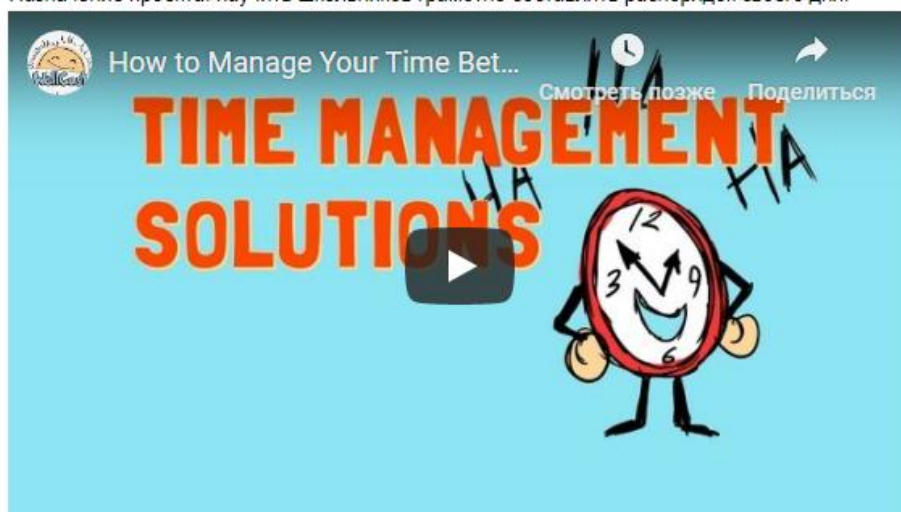 How to Manage Your Time Bet...
Смотреть позже
Поделиться
TIME MANAGEMENT
SOLUTIONS
HA
HA
HA
12
3 9
6